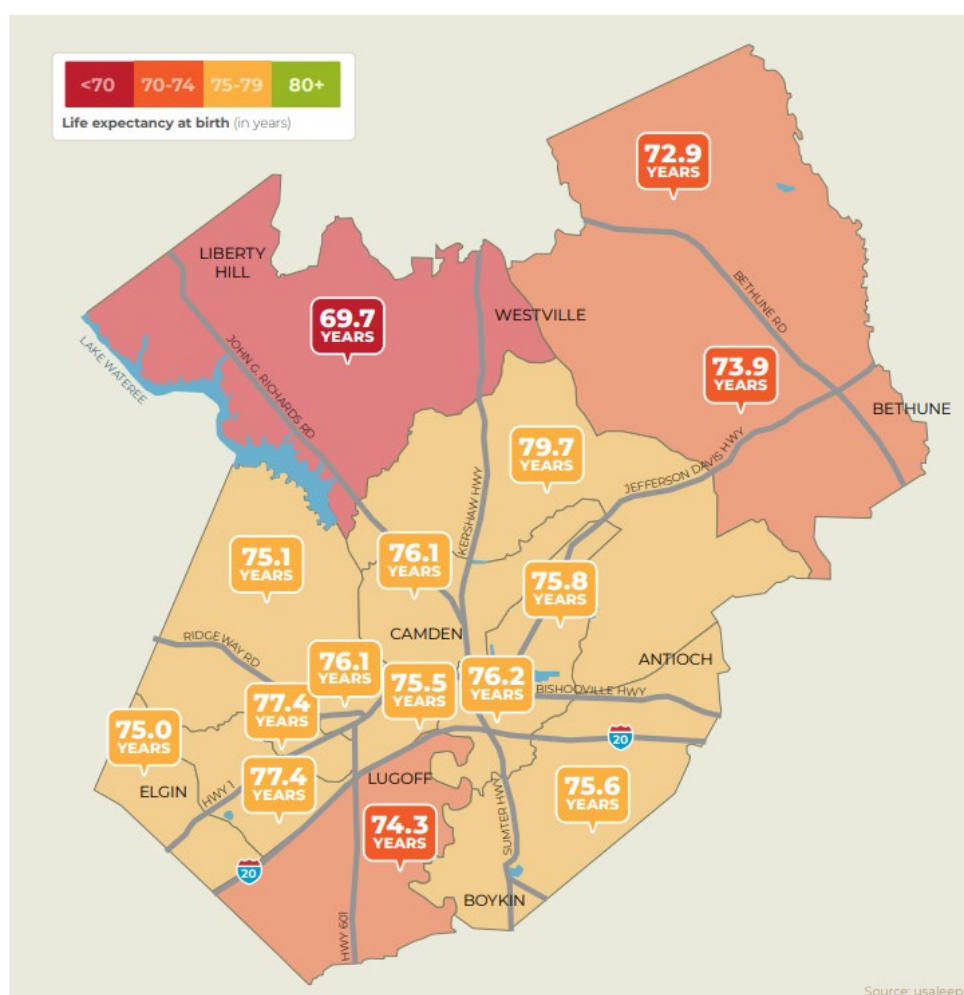 <70 70-74 75-79 80+
Life expectancy at birth (in years)
72.9
YEARS
LIBERTY
HILL
69.7
YEARS
WESTVILLE
BETHUNE RD
LAKE WATEREE
JOHN G. RICHARDS RD
73.9
YEARS
BETHUNE
79.7
YEARS
JEFFERSON DAVIS HWY
KERSHAW HWY
75.1
YEARS
76.1
YEARS
75.8
YEARS
CAMDEN
RIDGEWAY RD
ANTIOCH
76.1
YEARS
75.5
YEARS
76.2
YEARS
BISHOOVILLE HWY
77.4
YEARS
75.0
YEARS
20
ELGIN
HWY 1
77.4
YEARS
LUGOFF
75.6
YEARS
74.3
YEARS
SUMTER HWY
20
BOYKIN
HWY 601
Source: usaleep